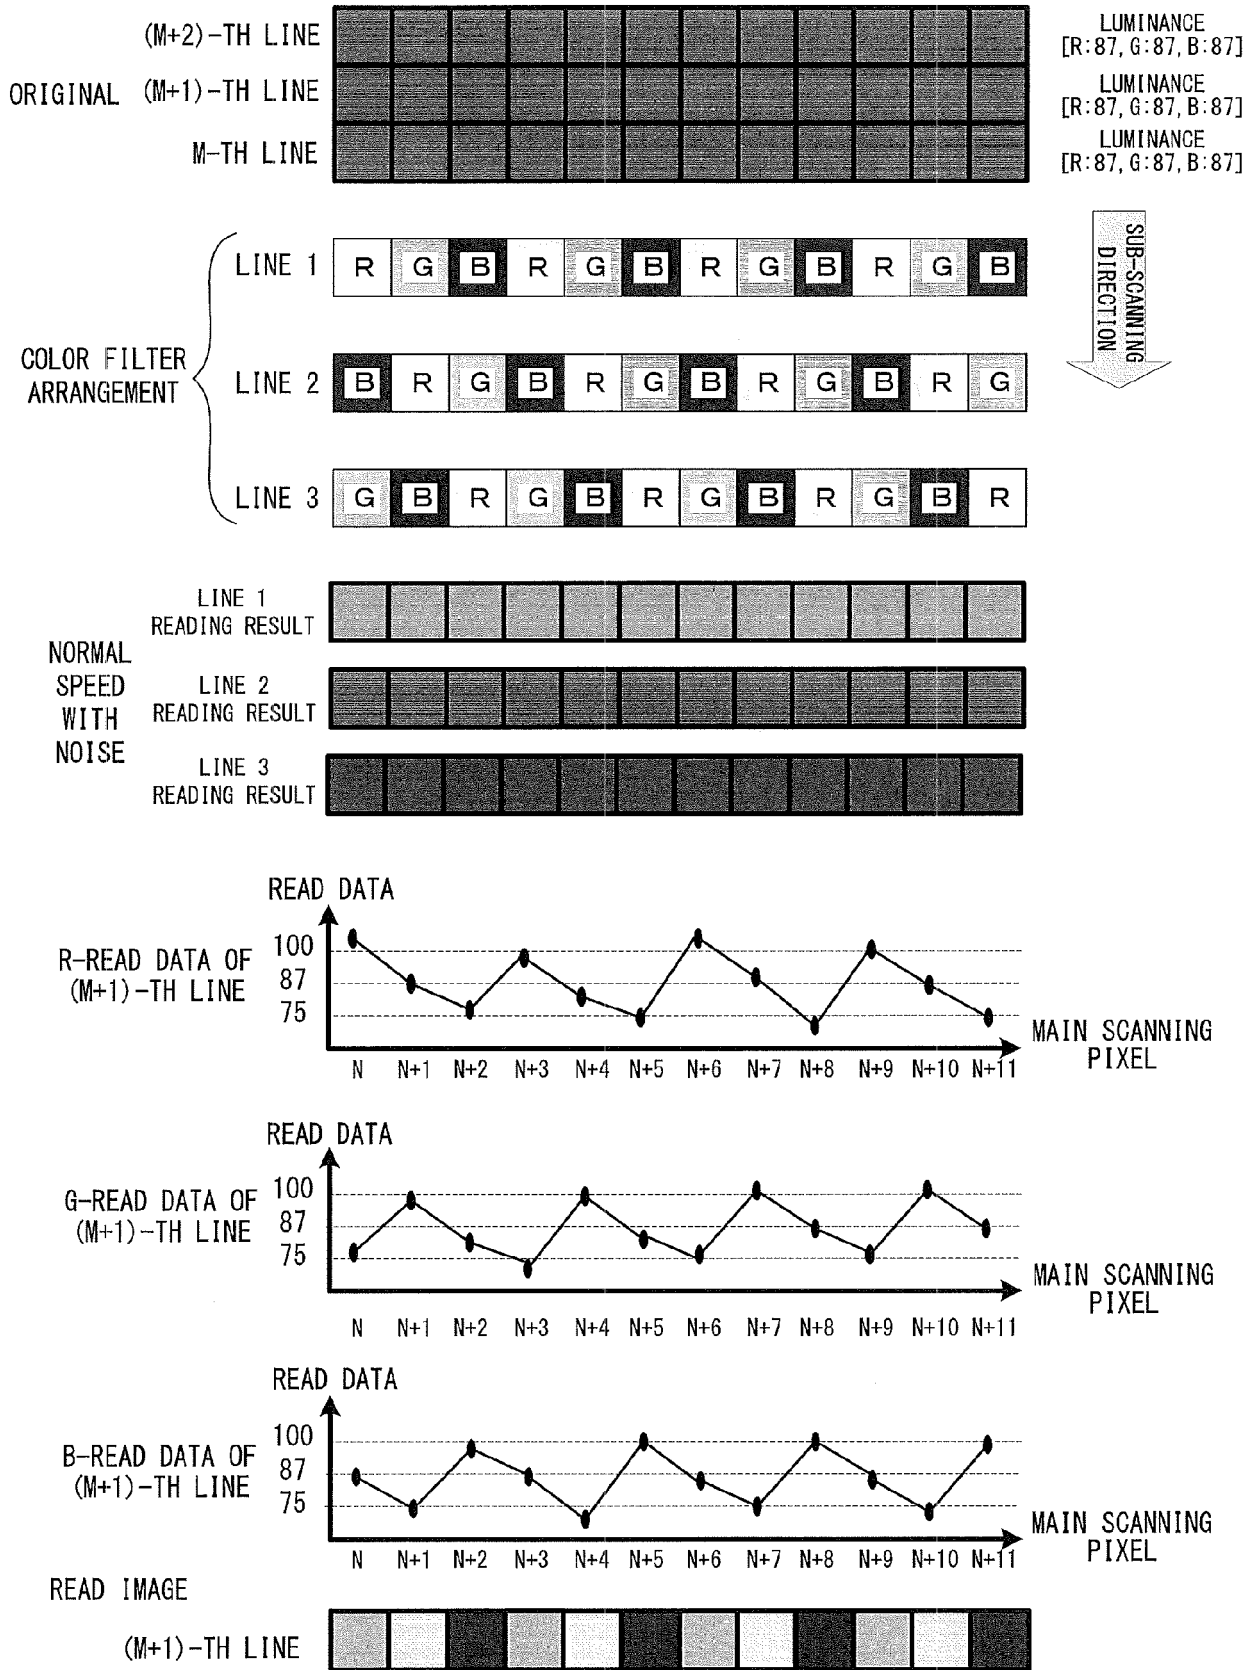 (M+2)-TH LINE
LUMINANCE
[R:87, G:87, B:87]
ORIGINAL
(M+1)-TH LINE
LUMINANCE
[R:87, G:87, B:87]
M-TH LINE
LUMINANCE
[R:87, G:87, B:87]
SUB-SCANNING
DIRECTION
COLOR FILTER
ARRANGEMENT
LINE 1
R G B R G B R G B R G B
LINE 2
B R G B R G B R G B R G
LINE 3
G B R G B R G B R G B R
NORMAL
SPEED
WITH
NOISE
LINE 1
READING RESULT
LINE 2
READING RESULT
LINE 3
READING RESULT
READ DATA
R-READ DATA OF
(M+1)-TH LINE
100
87
75
MAIN SCANNING
PIXEL
N N+1 N+2 N+3 N+4 N+5 N+6 N+7 N+8 N+9 N+10 N+11
READ DATA
G-READ DATA OF
(M+1)-TH LINE
100
87
75
MAIN SCANNING
PIXEL
N N+1 N+2 N+3 N+4 N+5 N+6 N+7 N+8 N+9 N+10 N+11
READ DATA
B-READ DATA OF
(M+1)-TH LINE
100
87
75
MAIN SCANNING
PIXEL
N N+1 N+2 N+3 N+4 N+5 N+6 N+7 N+8 N+9 N+10 N+11
READ IMAGE
(M+1)-TH LINE